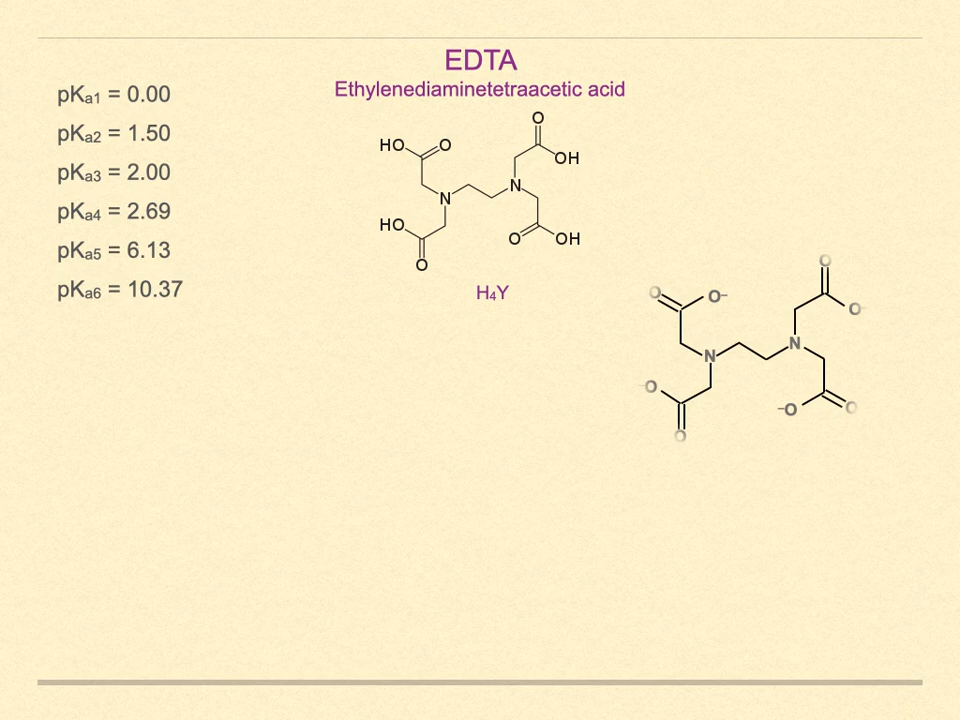 EDTA
Ethylenediaminetetraacetic acid
pKa1 = 0.00
pKa2 = 1.50
pKa3 = 2.00
pKa4 = 2.69
pKa5 = 6.13
pKa6 = 10.37
O
HO O
OH
N
N
HO
O OH
O
H₄Y
O
O O⁻
O⁻
N
N
⁻O
⁻O O
O